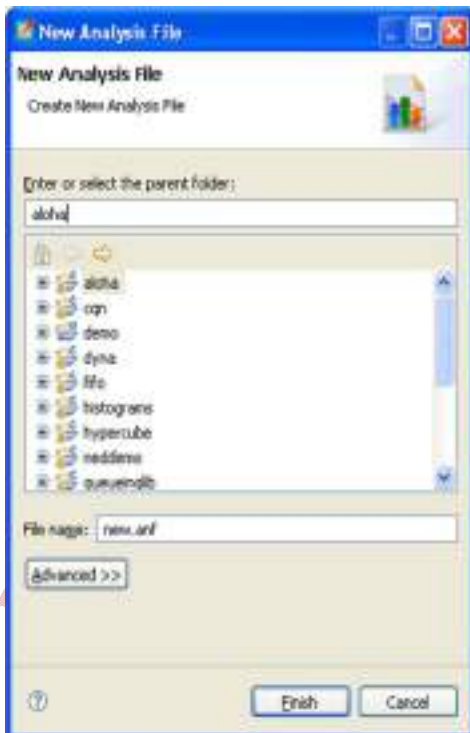 New Analysis File
New Analysis File
Create New Analysis File
Enter or select the parent folder:
aloha
aloha
cqn
demo
dyna
fifo
histograms
hypercube
neddemo
queueinglib
File name: new.anf
Advanced >>
Finish Cancel